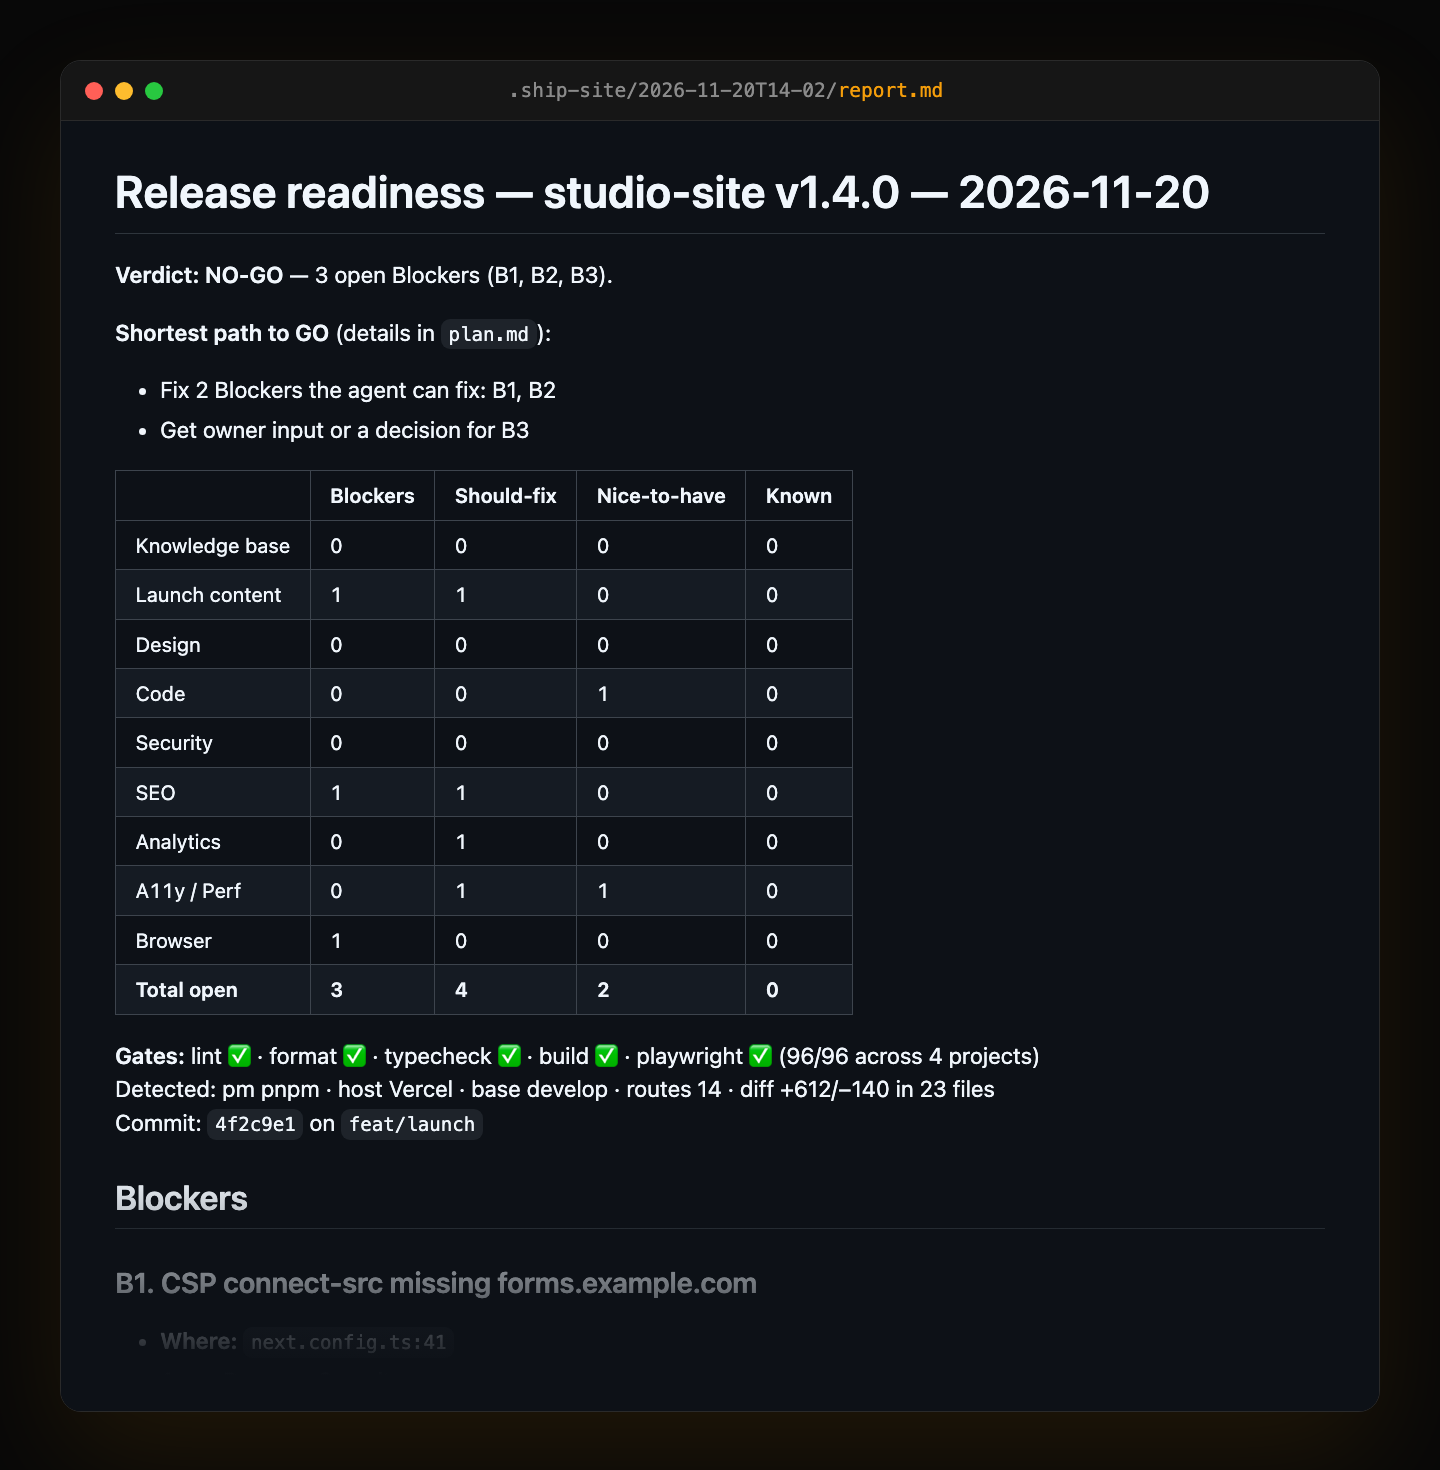 .ship-site/2026-11-20T14-02/report.md
Release readiness — studio-site v1.4.0 — 2026-11-20
Verdict: NO-GO — 3 open Blockers (B1, B2, B3).
Shortest path to GO (details in plan.md):
• Fix 2 Blockers the agent can fix: B1, B2
• Get owner input or a decision for B3
Blockers Should-fix Nice-to-have Known
Knowledge base 0 0 0 0
Launch content 1 1 0 0
Design 0 0 0 0
Code 0 0 1 0
Security 0 0 0 0
SEO 1 1 0 0
Analytics 0 1 0 0
A11y / Perf 0 1 1 0
Browser 1 0 0 0
Total open 3 4 2 0
Gates: lint ✅ · format ✅ · typecheck ✅ · build ✅ · playwright ✅ (96/96 across 4 projects)
Detected: pm pnpm · host Vercel · base develop · routes 14 · diff +612/−140 in 23 files
Commit: 4f2c9e1 on feat/launch
Blockers
B1. CSP connect-src missing forms.example.com
• Where: next.config.ts:41